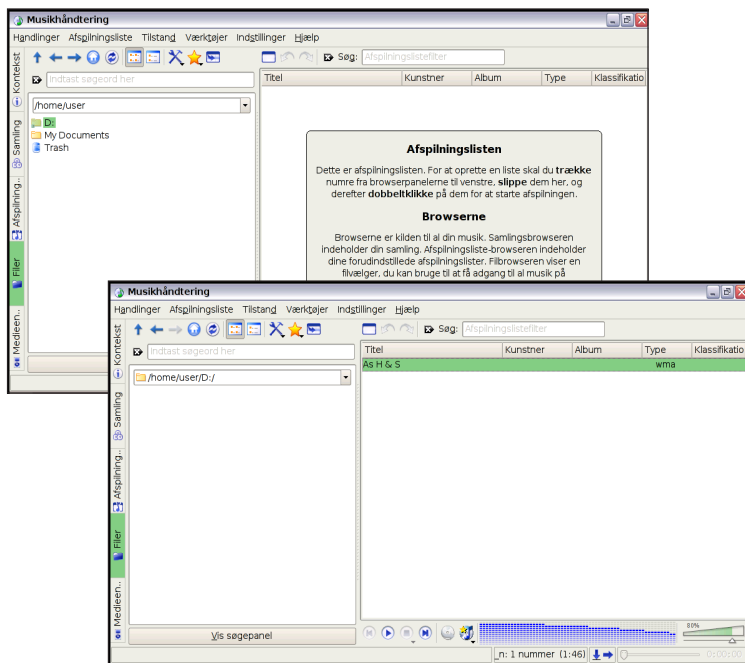 Musikhåndtering
Handlinger Afspilningsliste Tilstand Værktøjer Indstillinger Hjælp
Søg: Afspilningslistefilter
Kontekst
Samling
Afspilning..
Filer
Medieen..
Indtast søgeord her
/home/user
D:
My Documents
Trash
Titel Kunstner Album Type Klassifikatio
Afspilningslisten
Dette er afspilningslisten. For at oprette en liste skal du trække
numre fra browserpanelerne til venstre, slippe dem her, og
derefter dobbeltklikke på dem for at starte afspilningen.
Browserne
Browserne er kilden til al din musik. Samlingsbrowseren
indeholder din samling. Afspilningsliste-browseren indeholder
dine forudindstillede afspilningslister. Filbrowseren viser en
filvælger, du kan bruge til at få adgang til al musik på
Musikhåndtering
Handlinger Afspilningsliste Tilstand Værktøjer Indstillinger Hjælp
Søg: Afspilningslistefilter
Kontekst
Samling
Afspilning..
Filer
Medieen..
Indtast søgeord her
/home/user/D:/
Titel Kunstner Album Type Klassifikatio
As H & S wma
Vis søgepanel
80%
_n: 1 nummer (1:46) 0:00:00